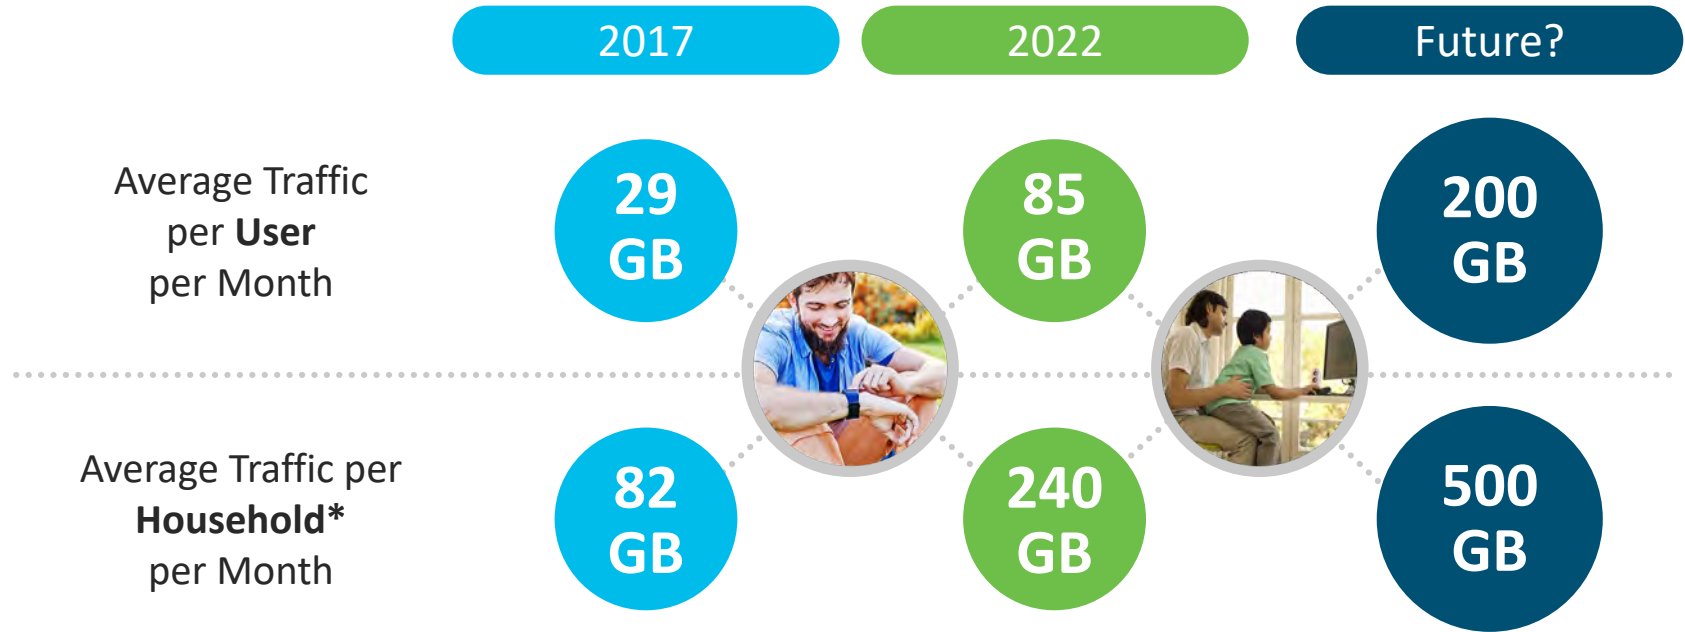 2017
2022
Future?
Average Traffic
per User
per Month
29
GB
85
GB
200
GB
Average Traffic per
Household*
per Month
82
GB
240
GB
500
GB